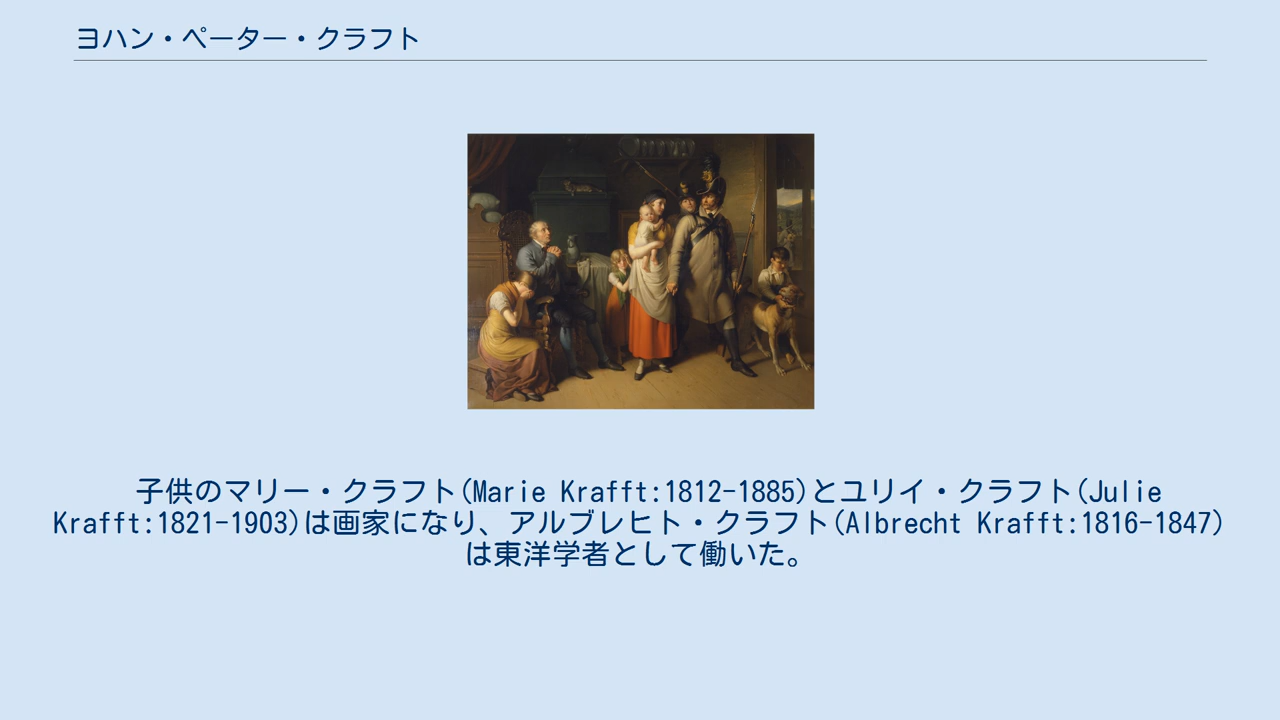 ヨハン・ペーター・クラフト
子供のマリー・クラフト(Marie Krafft:1812-1885)とユリイ・クラフト(Julie
Krafft:1821-1903)は画家になり、アルブレヒト・クラフト(Albrecht Krafft:1816-1847)
は東洋学者として働いた。